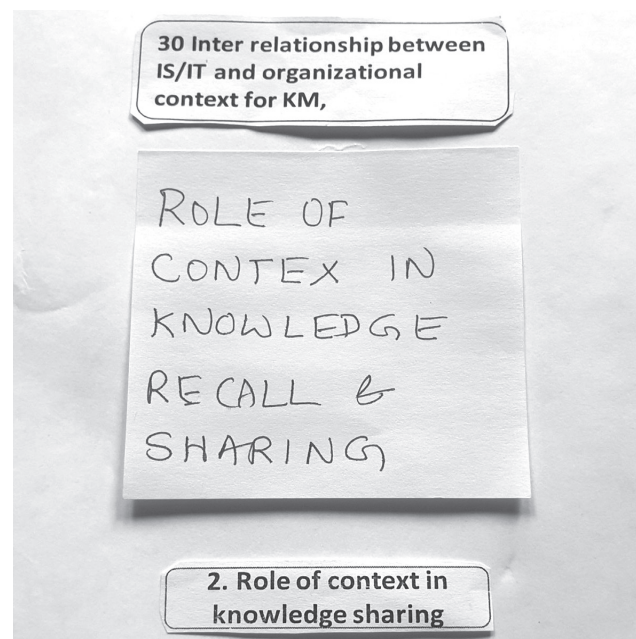 30 Inter relationship between
IS/IT and organizational
context for KM,
ROLE OF
CONTEX IN
KNOWLEDGE
RECALL &
SHARING
2. Role of context in
knowledge sharing